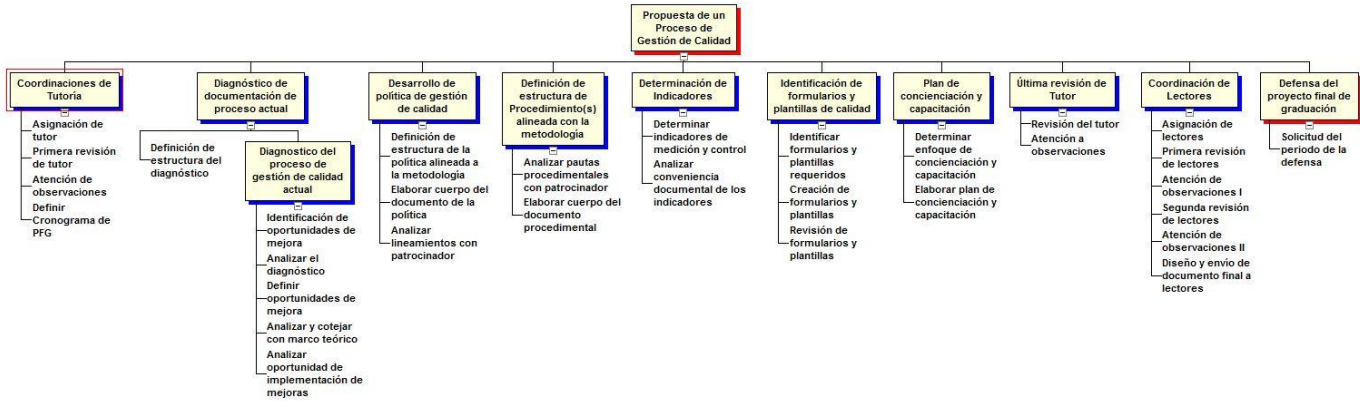 Propuesta de un
Proceso de
Gestión de Calidad
Coordinaciones de
Tutoría
Asignación de
tutor
Primera revisión
de tutor
Atención de
observaciones
Definir
Cronograma de
PFG
Diagnóstico de
documentación de
proceso actual
Definición de
estructura del
diagnóstico
Diagnostico del
proceso de
gestión de calidad
actual
Identificación de
oportunidades de
mejora
Analizar el
diagnóstico
Definir
oportunidades de
mejora
Analizar y cotejar
con marco teórico
Analizar
oportunidad de
implementación de
mejoras
Desarrollo de
política de gestión
de calidad
Definición de
estructura de la
política alineada a
la metodología
Elaborar cuerpo del
documento de la
política
Analizar
lineamientos con
patrocinador
Definición de
estructura de
Procedimiento(s)
alineada con la
metodología
Analizar pautas
procedimentales
con patrocinador
Elaborar cuerpo del
documento
procedimental
Determinación de
Indicadores
Determinar
indicadores de
medición y control
Analizar
conveniencia
documental de los
indicadores
Identificación de
formularios y
plantillas de calidad
Identificar
formularios y
plantillas
requeridos
Creación de
formularios y
plantillas
Revisión de
formularios y
plantillas
Plan de
concienciación y
capacitación
Determinar
enfoque de
concienciación y
capacitación
Elaborar plan de
concienciación y
capacitación
Última revisión de
Tutor
Revisión del tutor
Atención a
observaciones
Coordinación de
Lectores
Asignación de
lectores
Primera revisión
de lectores
Atención de
observaciones I
Segunda revisión
de lectores
Atención de
observaciones II
Diseño y envio de
documento final a
lectores
Defensa del
proyecto final de
graduación
Solicitud del
periodo de la
defensa